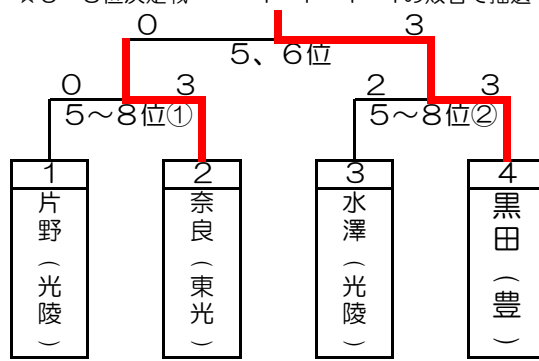 0 3
5、6位
0 3 2 3
5～8位① 5～8位②
1 2 3 4
片野（光陵）
奈良（東光）
水澤（光陵）
黒田（豊）